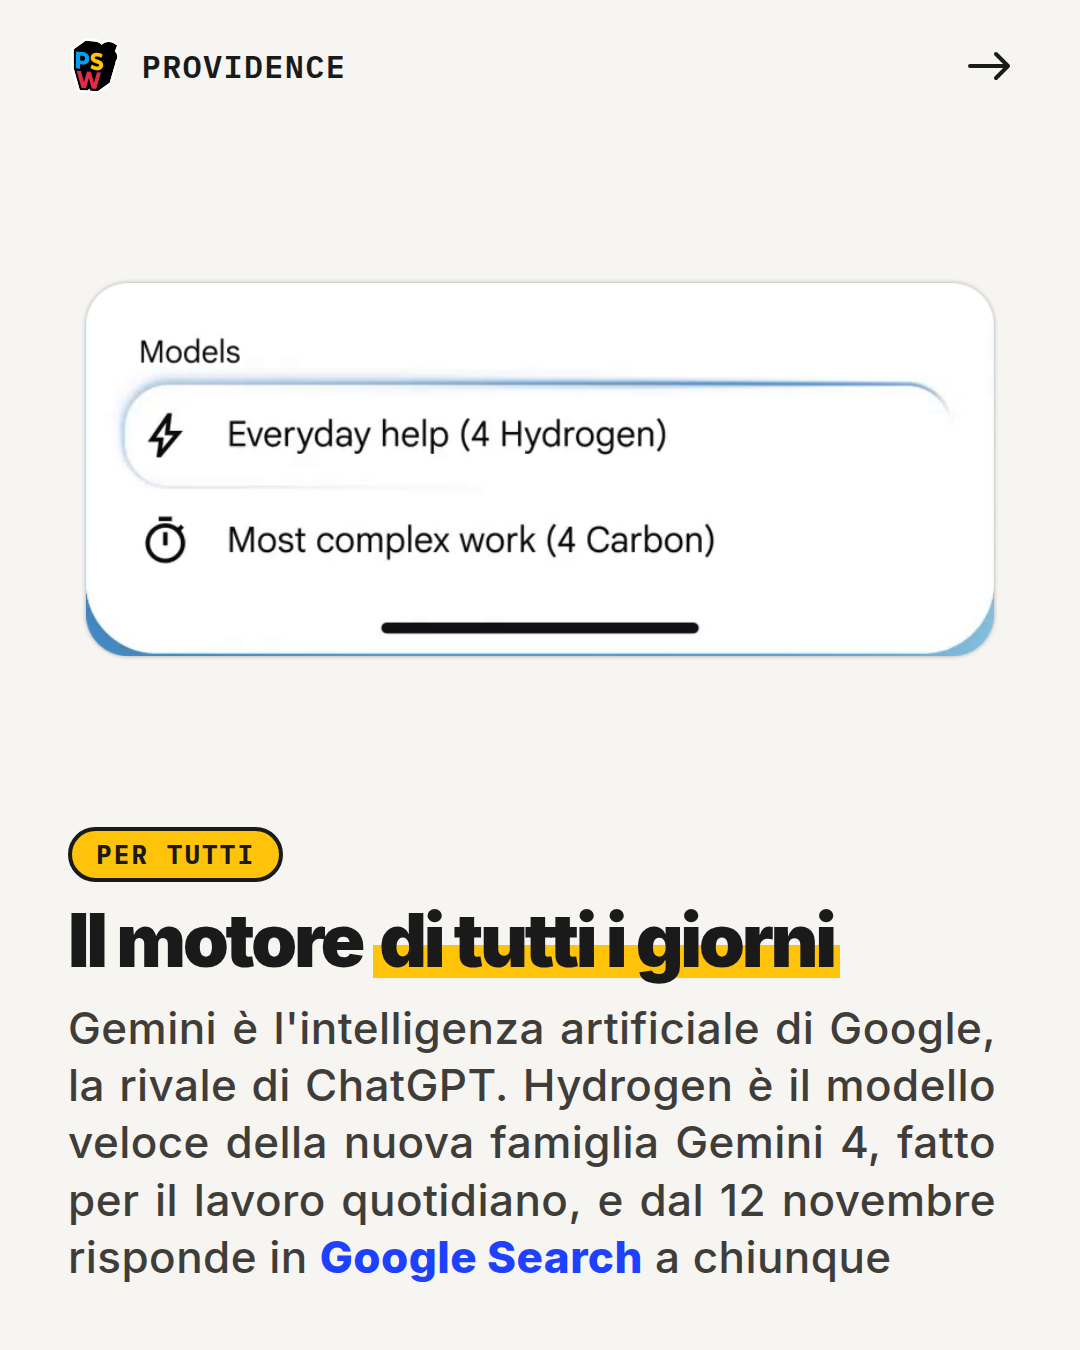 PSW
PROVIDENCE
Models
Everyday help (4 Hydrogen)
Most complex work (4 Carbon)
PER TUTTI
Il motore di tutti i giorni
Gemini è l'intelligenza artificiale di Google,
la rivale di ChatGPT. Hydrogen è il modello
veloce della nuova famiglia Gemini 4, fatto
per il lavoro quotidiano, e dal 12 novembre
risponde in Google Search a chiunque